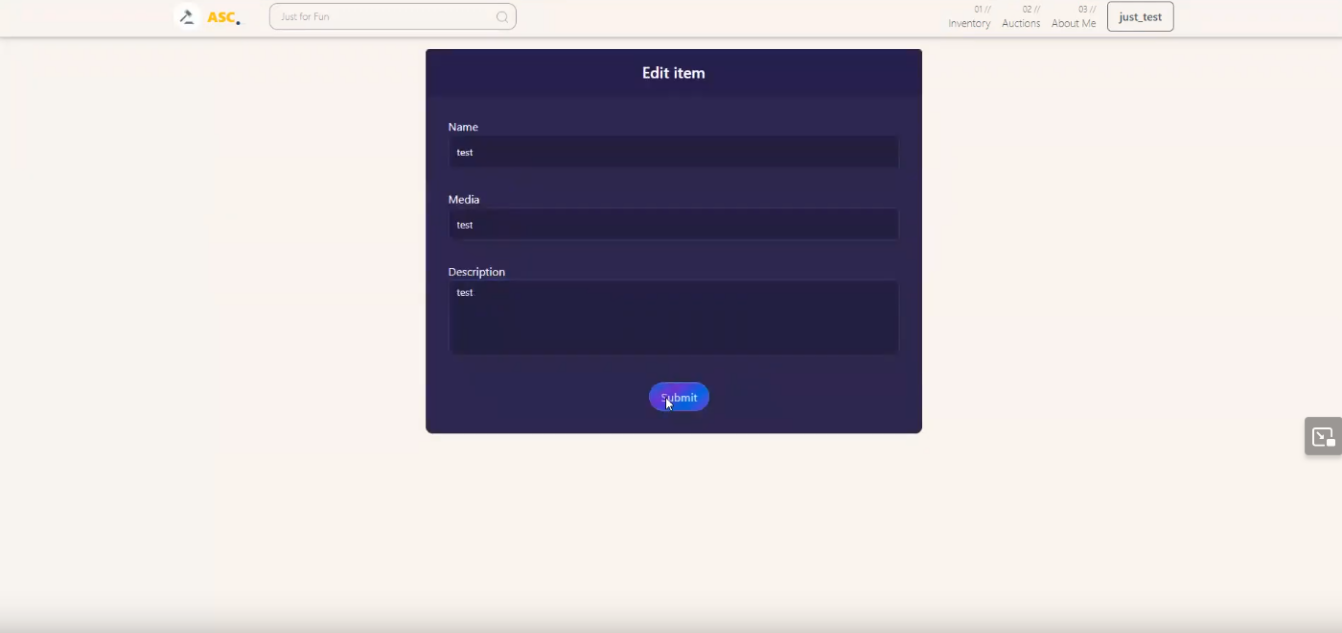 ASC.
Just for Fun
01 //
Inventory
02 //
Auctions
03 //
About Me
just_test
Edit item
Name
test
Media
test
Description
test
Submit